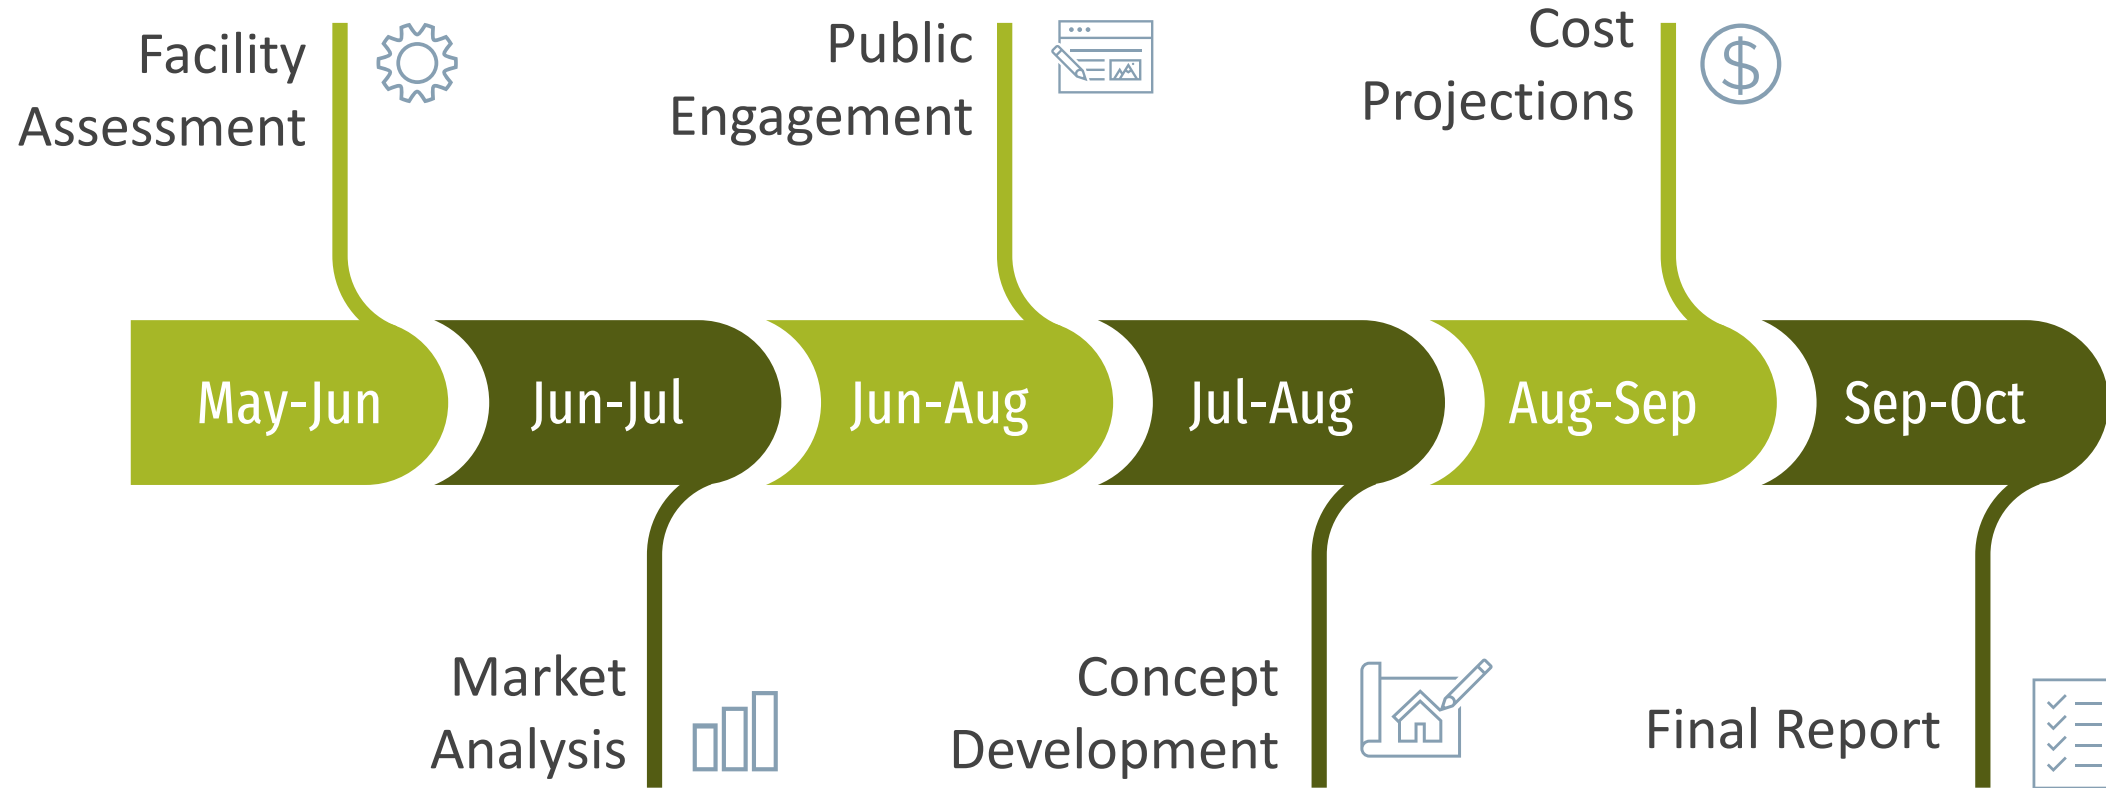 Facility
Assessment
Public
Engagement
Cost
Projections
May-Jun
Jun-Jul
Jun-Aug
Jul-Aug
Aug-Sep
Sep-Oct
Market
Analysis
Concept
Development
Final Report